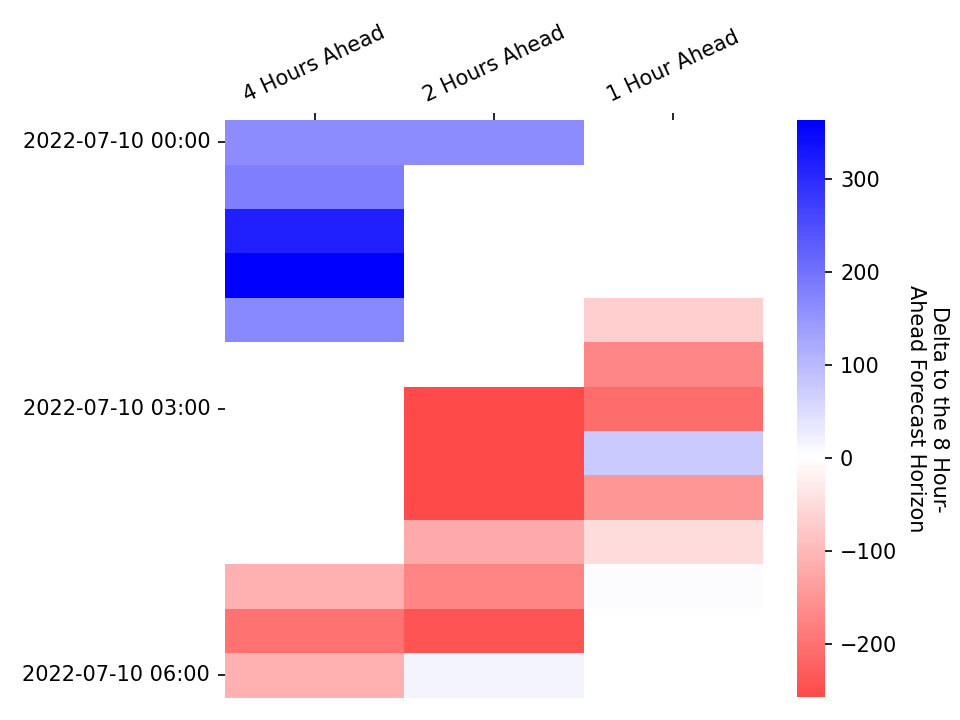 4 Hours Ahead
2 Hours Ahead
1 Hour Ahead
2022-07-10 00:00
2022-07-10 03:00
2022-07-10 06:00
300
200
100
0
−100
−200
Delta to the 8 Hour-
Ahead Forecast Horizon